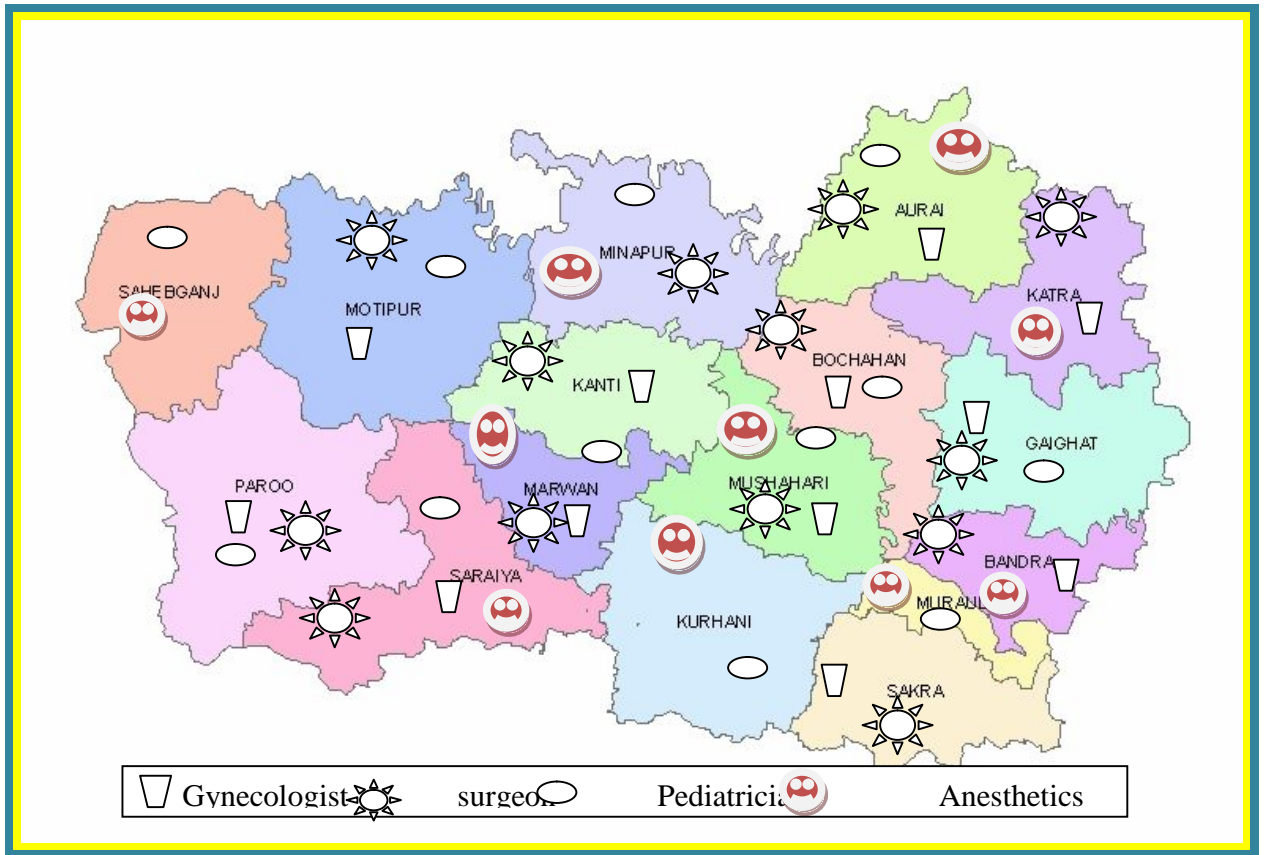 AURAI
MINAPUR
SAHEBGANJ
KATRA
MOTIPUR
BOCHAHAN
KANTI
GAIGHAT
MUSHAHARI
PAROO
MARWAN
BANDRA
SARAIYA
MURAUL
KURHANI
SAKRA
Gynecologist surgeon Pediatricia Anesthetics